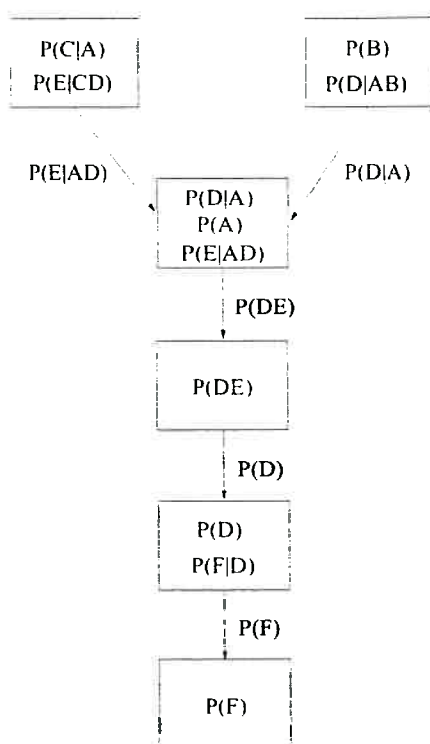 P(C|A)
P(E|CD)
P(B)
P(D|AB)
P(E|AD)
P(D|A)
P(D|A)
P(A)
P(E|AD)
P(DE)
P(DE)
P(D)
P(D)
P(F|D)
P(F)
P(F)